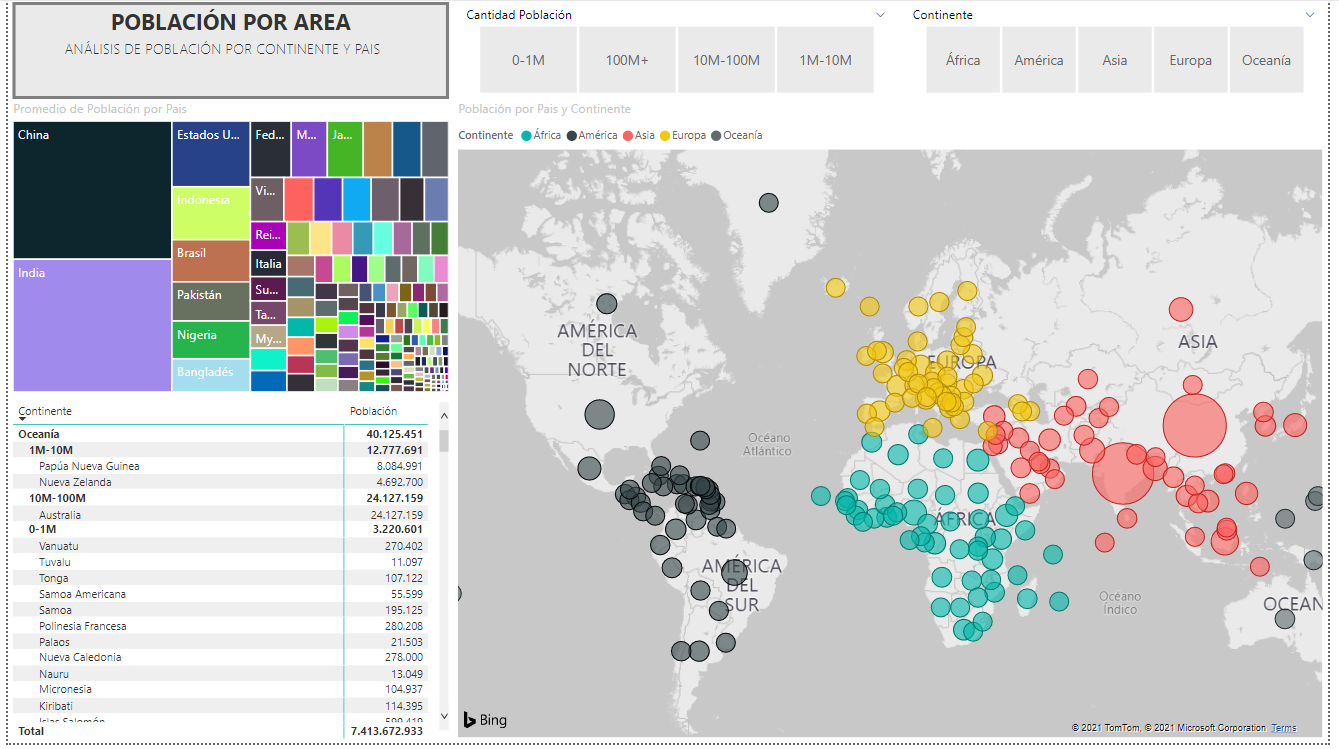 POBLACIÓN POR AREA
ANÁLISIS DE POBLACIÓN POR CONTINENTE Y PAIS
Cantidad Población
0-1M
100M+
10M-100M
1M-10M
Continente
África
América
Asia
Europa
Oceanía
Promedio de Población por Pais
China
India
Estados U...
Indonesia
Brasil
Pakistán
Nigeria
Bangladés
Fed...
M...
Ja...
Vi...
Rei...
Italia
Su...
Ta...
My...
Población por Pais y Continente
Continente África América Asia Europa Oceanía
AMÉRICA
DEL
NORTE
EUROPA
ASIA
Océano
Atlántico
ÁFRICA
AMÉRICA
DEL
SUR
Océano
Índico
OCEAN
Bing
© 2021 TomTom, © 2021 Microsoft Corporation Terms
Continente Población
Oceanía 40.125.451
1M-10M 12.777.691
Papúa Nueva Guinea 8.084.991
Nueva Zelanda 4.692.700
10M-100M 24.127.159
Australia 24.127.159
0-1M 3.220.601
Vanuatu 270.402
Tuvalu 11.097
Tonga 107.122
Samoa Americana 55.599
Samoa 195.125
Polinesia Francesa 280.208
Palaos 21.503
Nueva Caledonia 278.000
Nauru 13.049
Micronesia 104.937
Kiribati 114.395
Islas Salomón 599.419
Total 7.413.672.933